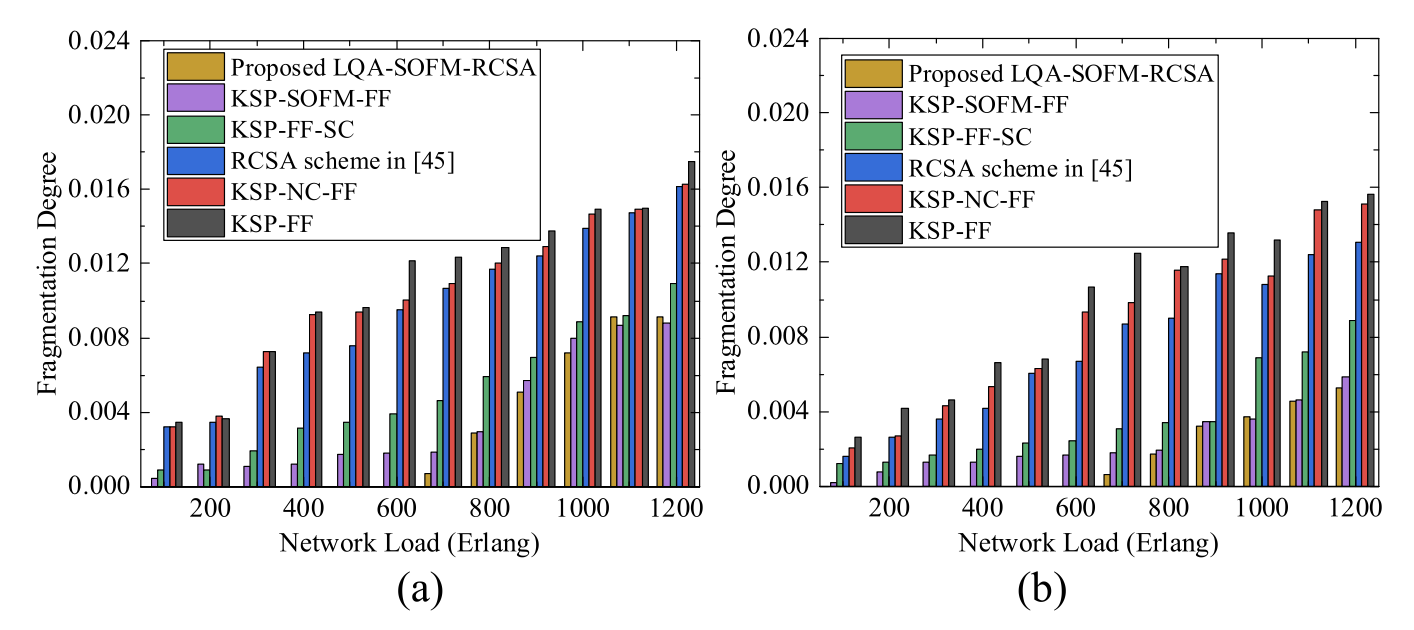 0.024
0.020
0.016
0.012
0.008
0.004
0.000
Fragmentation Degree
Proposed LQA-SOFM-RCSA
KSP-SOFM-FF
KSP-FF-SC
RCSA scheme in [45]
KSP-NC-FF
KSP-FF
200 400 600 800 1000 1200
Network Load (Erlang)
(a)
0.024
0.020
0.016
0.012
0.008
0.004
0.000
Fragmentation Degree
Proposed LQA-SOFM-RCSA
KSP-SOFM-FF
KSP-FF-SC
RCSA scheme in [45]
KSP-NC-FF
KSP-FF
200 400 600 800 1000 1200
Network Load (Erlang)
(b)